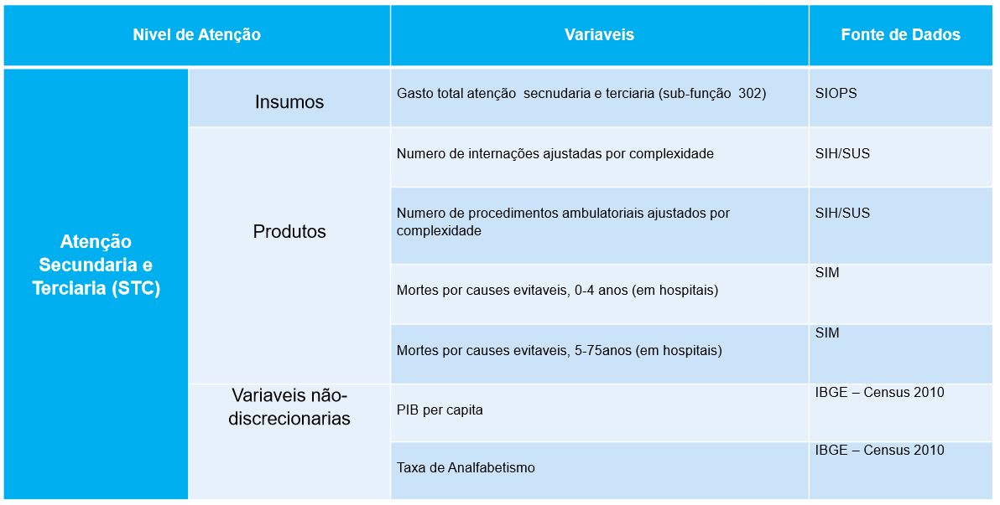 Nivel de Atenção
Variaveis
Fonte de Dados
Atenção
Secundaria e
Terciaria (STC)
Insumos
Gasto total atenção  secnudaria e terciaria (sub-função  302)
SIOPS
Produtos
Numero de internações ajustadas por complexidade
SIH/SUS
Numero de procedimentos ambulatoriais ajustados por
complexidade
SIH/SUS
Mortes por causes evitaveis, 0-4 anos (em hospitais)
SIM
Mortes por causes evitaveis, 5-75anos (em hospitais)
SIM
Variaveis não-
discrecionarias
PIB per capita
IBGE – Census 2010
Taxa de Analfabetismo
IBGE – Census 2010